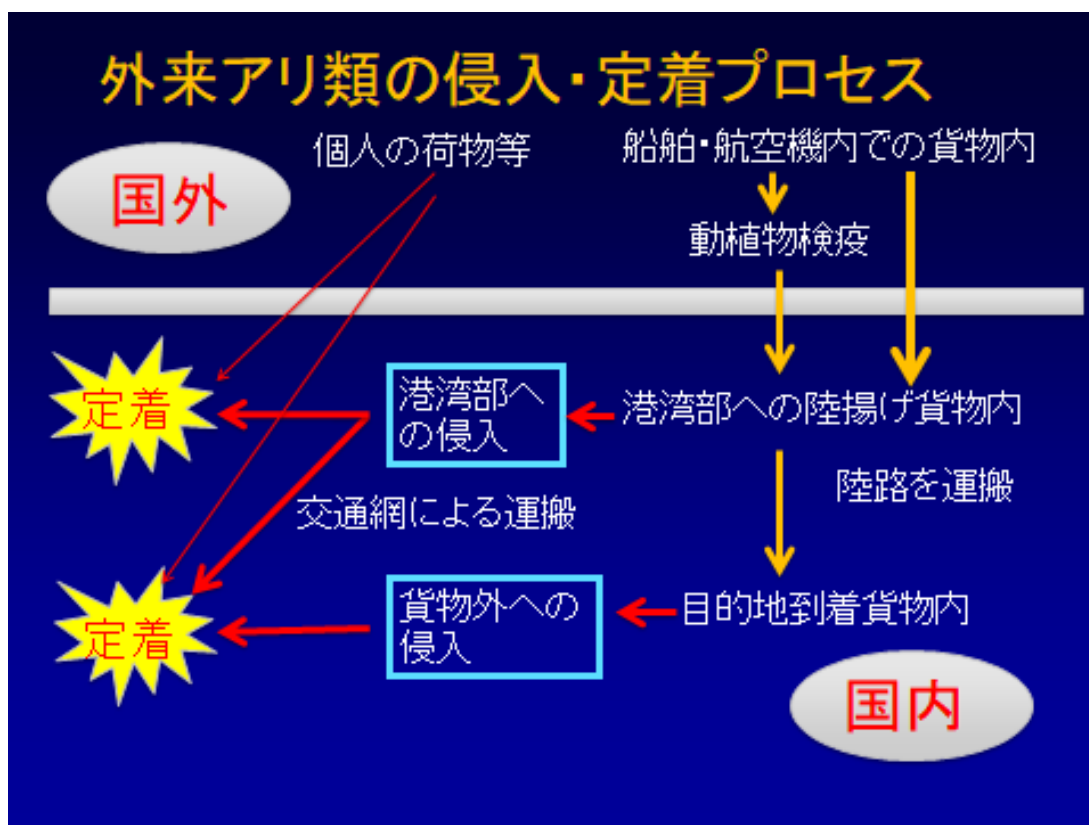 外来アリ類の侵入・定着プロセス
個人の荷物等
船舶・航空機内での貨物内
国外
動植物検疫
定着
港湾部へ
の侵入
港湾部への陸揚げ貨物内
交通網による運搬
陸路を運搬
定着
貨物外への
侵入
目的地到着貨物内
国内